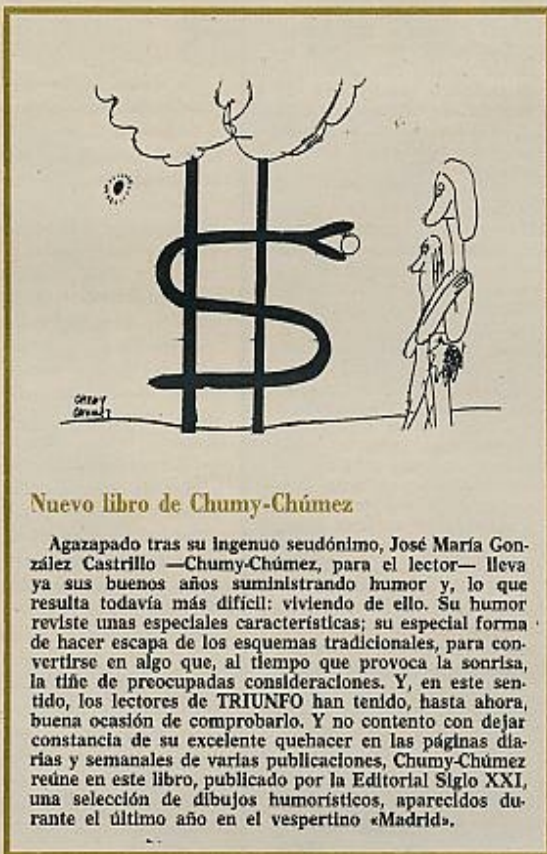 CHUMY
CHUMEZ
Nuevo libro de Chumy-Chúmez
Agazapado tras su ingenuo seudónimo, José María Gon-
zález Castrillo —Chumy-Chúmez, para el lector— lleva
ya sus buenos años suministrando humor y, lo que
resulta todavía más difícil: viviendo de ello. Su humor
reviste unas especiales características; su especial forma
de hacer escapa de los esquemas tradicionales, para con-
vertirse en algo que, al tiempo que provoca la sonrisa,
la tiñe de preocupadas consideraciones. Y, en este sen-
tido, los lectores de TRIUNFO han tenido, hasta ahora,
buena ocasión de comprobarlo. Y no contento con dejar
constancia de su excelente quehacer en las páginas dia-
rias y semanales de varias publicaciones, Chumy-Chúmez
reúne en este libro, publicado por la Editorial Siglo XXI,
una selección de dibujos humorísticos, aparecidos du-
rante el último año en el vespertino «Madrid».